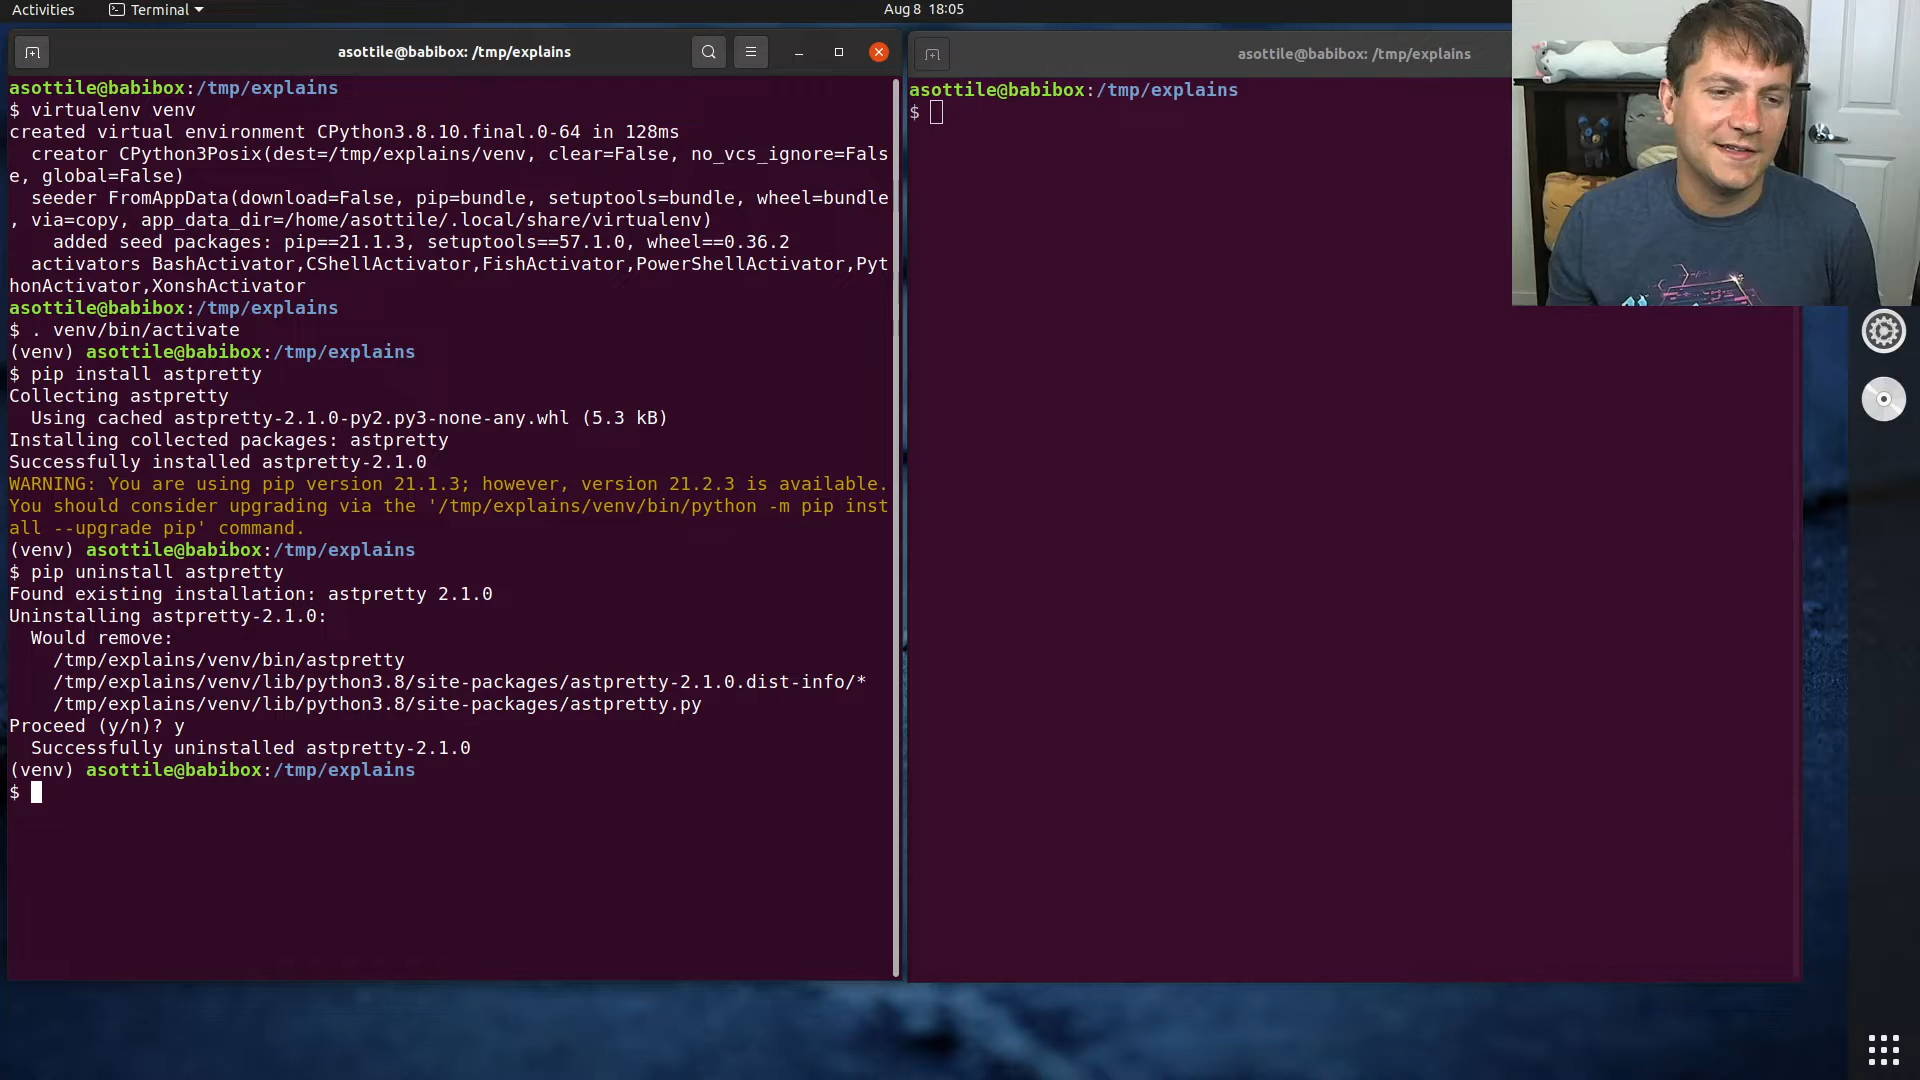 Activities
Terminal
Aug 8 18:05
asottile@babibox: /tmp/explains
asottile@babibox:/tmp/explains
$ virtualenv venv
created virtual environment CPython3.8.10.final.0-64 in 128ms
  creator CPython3Posix(dest=/tmp/explains/venv, clear=False, no_vcs_ignore=Fals
e, global=False)
  seeder FromAppData(download=False, pip=bundle, setuptools=bundle, wheel=bundle
, via=copy, app_data_dir=/home/asottile/.local/share/virtualenv)
    added seed packages: pip==21.1.3, setuptools==57.1.0, wheel==0.36.2
  activators BashActivator,CShellActivator,FishActivator,PowerShellActivator,Pyt
honActivator,XonshActivator
asottile@babibox:/tmp/explains
$ . venv/bin/activate
(venv) asottile@babibox:/tmp/explains
$ pip install astpretty
Collecting astpretty
  Using cached astpretty-2.1.0-py2.py3-none-any.whl (5.3 kB)
Installing collected packages: astpretty
Successfully installed astpretty-2.1.0
WARNING: You are using pip version 21.1.3; however, version 21.2.3 is available.
You should consider upgrading via the '/tmp/explains/venv/bin/python -m pip inst
all --upgrade pip' command.
(venv) asottile@babibox:/tmp/explains
$ pip uninstall astpretty
Found existing installation: astpretty 2.1.0
Uninstalling astpretty-2.1.0:
  Would remove:
    /tmp/explains/venv/bin/astpretty
    /tmp/explains/venv/lib/python3.8/site-packages/astpretty-2.1.0.dist-info/*
    /tmp/explains/venv/lib/python3.8/site-packages/astpretty.py
Proceed (y/n)? y
  Successfully uninstalled astpretty-2.1.0
(venv) asottile@babibox:/tmp/explains
$
asottile@babibox: /tmp/explains
asottile@babibox:/tmp/explains
$